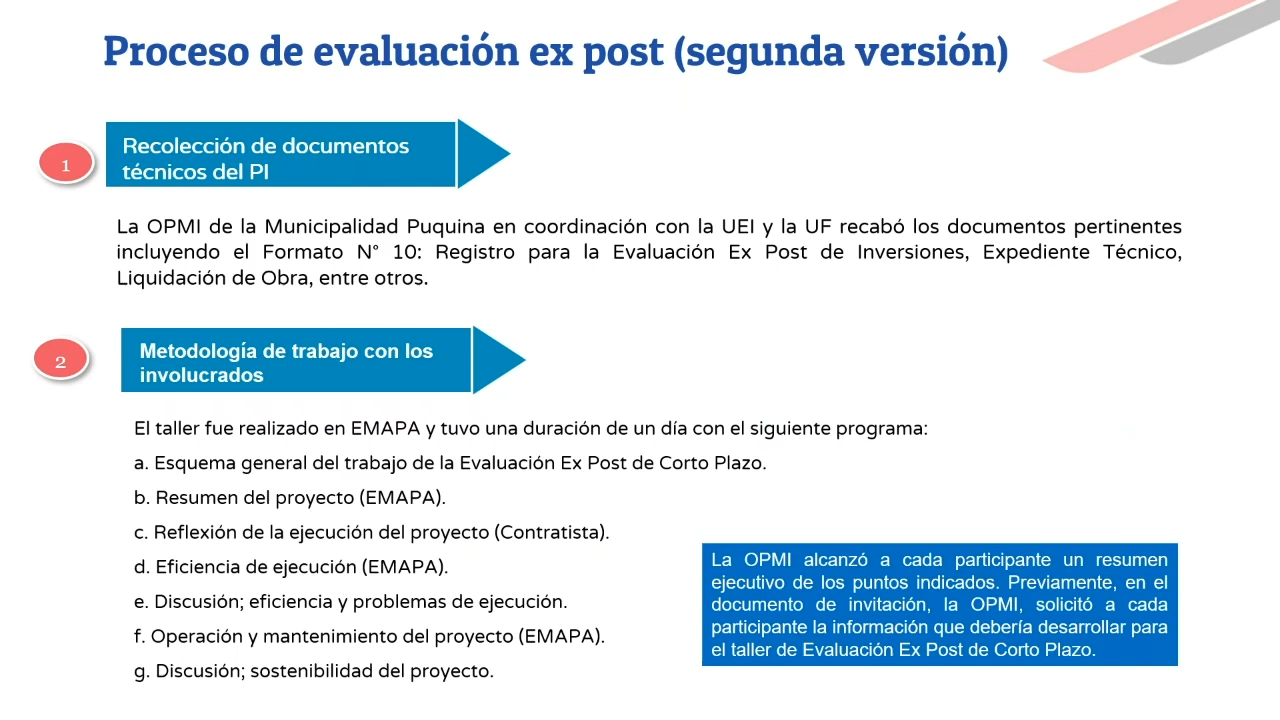 Proceso de evaluación ex post (segunda versión)
1
Recolección de documentos
técnicos del PI
La OPMI de la Municipalidad Puquina en coordinación con la UEI y la UF recabó los documentos pertinentes
incluyendo el Formato N° 10: Registro para la Evaluación Ex Post de Inversiones, Expediente Técnico,
Liquidación de Obra, entre otros.
2
Metodología de trabajo con los
involucrados
El taller fue realizado en EMAPA y tuvo una duración de un día con el siguiente programa:
a. Esquema general del trabajo de la Evaluación Ex Post de Corto Plazo.
b. Resumen del proyecto (EMAPA).
c. Reflexión de la ejecución del proyecto (Contratista).
d. Eficiencia de ejecución (EMAPA).
e. Discusión; eficiencia y problemas de ejecución.
f. Operación y mantenimiento del proyecto (EMAPA).
g. Discusión; sostenibilidad del proyecto.
La OPMI alcanzó a cada participante un resumen
ejecutivo de los puntos indicados. Previamente, en el
documento de invitación, la OPMI, solicitó a cada
participante la información que debería desarrollar para
el taller de Evaluación Ex Post de Corto Plazo.